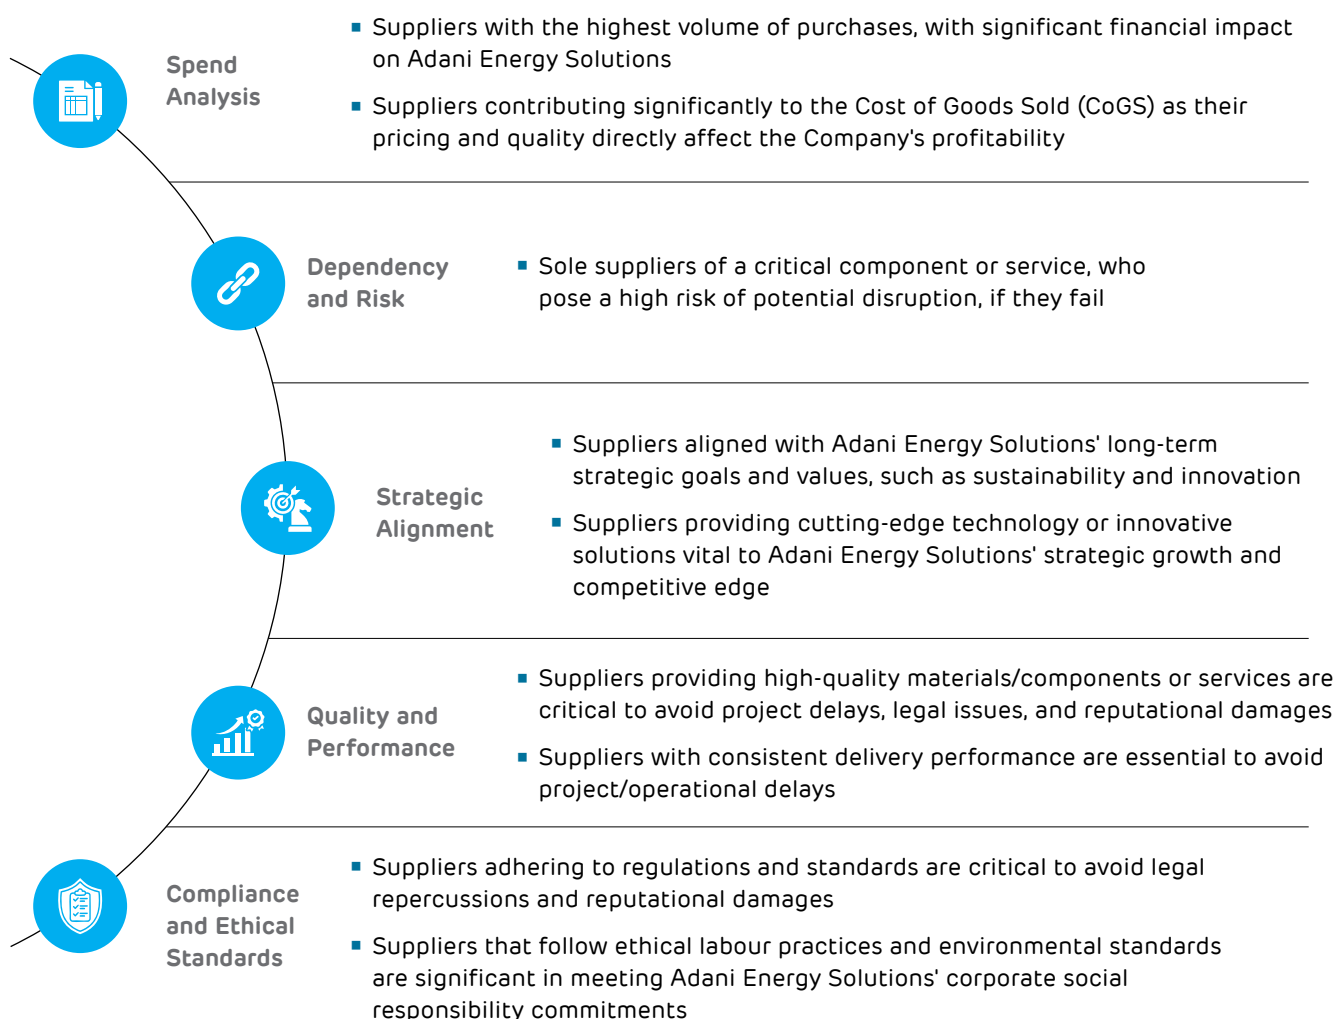 Spend
Analysis
▪ Suppliers with the highest volume of purchases, with significant financial impact
on Adani Energy Solutions
▪ Suppliers contributing significantly to the Cost of Goods Sold (CoGS) as their
pricing and quality directly affect the Company's profitability
Dependency
and Risk
▪ Sole suppliers of a critical component or service, who
pose a high risk of potential disruption, if they fail
Strategic
Alignment
▪ Suppliers aligned with Adani Energy Solutions' long-term
strategic goals and values, such as sustainability and innovation
▪ Suppliers providing cutting-edge technology or innovative
solutions vital to Adani Energy Solutions' strategic growth and
competitive edge
Quality and
Performance
▪ Suppliers providing high-quality materials/components or services are
critical to avoid project delays, legal issues, and reputational damages
▪ Suppliers with consistent delivery performance are essential to avoid
project/operational delays
Compliance
and Ethical
Standards
▪ Suppliers adhering to regulations and standards are critical to avoid legal
repercussions and reputational damages
▪ Suppliers that follow ethical labour practices and environmental standards
are significant in meeting Adani Energy Solutions' corporate social
responsibility commitments